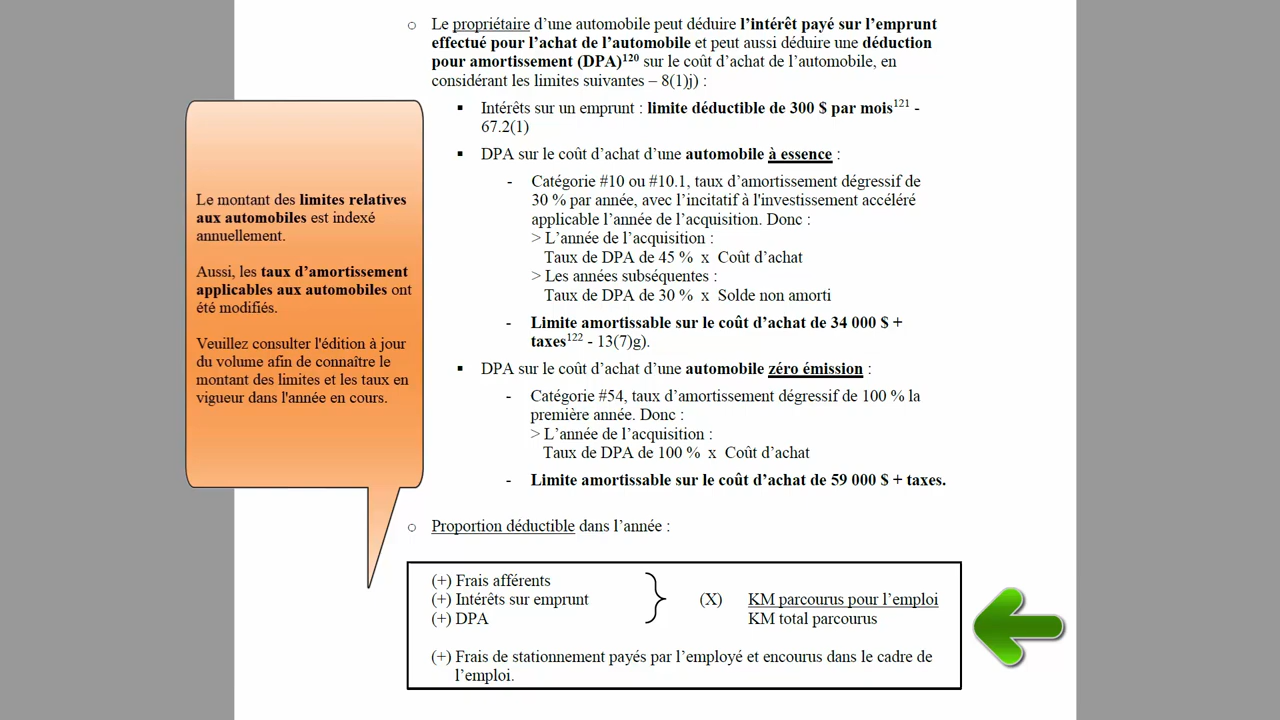 o Le propriétaire d’une automobile peut déduire l’intérêt payé sur l’emprunt
effectué pour l’achat de l’automobile et peut aussi déduire une déduction
pour amortissement (DPA)120 sur le coût d’achat de l’automobile, en
considérant les limites suivantes – 8(1)j) :
▪ Intérêts sur un emprunt : limite déductible de 300 $ par mois121 -
67.2(1)
▪ DPA sur le coût d’achat d’une automobile à essence :
- Catégorie #10 ou #10.1, taux d’amortissement dégressif de
30 % par année, avec l’incitatif à l'investissement accéléré
applicable l’année de l’acquisition. Donc :
> L’année de l’acquisition :
Taux de DPA de 45 % x Coût d’achat
> Les années subséquentes :
Taux de DPA de 30 % x Solde non amorti
- Limite amortissable sur le coût d’achat de 34 000 $ +
taxes122 - 13(7)g).
▪ DPA sur le coût d’achat d’une automobile zéro émission :
- Catégorie #54, taux d’amortissement dégressif de 100 % la
première année. Donc :
> L’année de l’acquisition :
Taux de DPA de 100 % x Coût d’achat
- Limite amortissable sur le coût d’achat de 59 000 $ + taxes.
o Proportion déductible dans l’année :
(+) Frais afférents
(+) Intérêts sur emprunt (X) KM parcourus pour l’emploi
(+) DPA KM total parcourus
(+) Frais de stationnement payés par l’employé et encourus dans le cadre de
l’emploi.
Le montant des limites relatives
aux automobiles est indexé
annuellement.
Aussi, les taux d’amortissement
applicables aux automobiles ont
été modifiés.
Veuillez consulter l'édition à jour
du volume afin de connaître le
montant des limites et les taux en
vigueur dans l'année en cours.